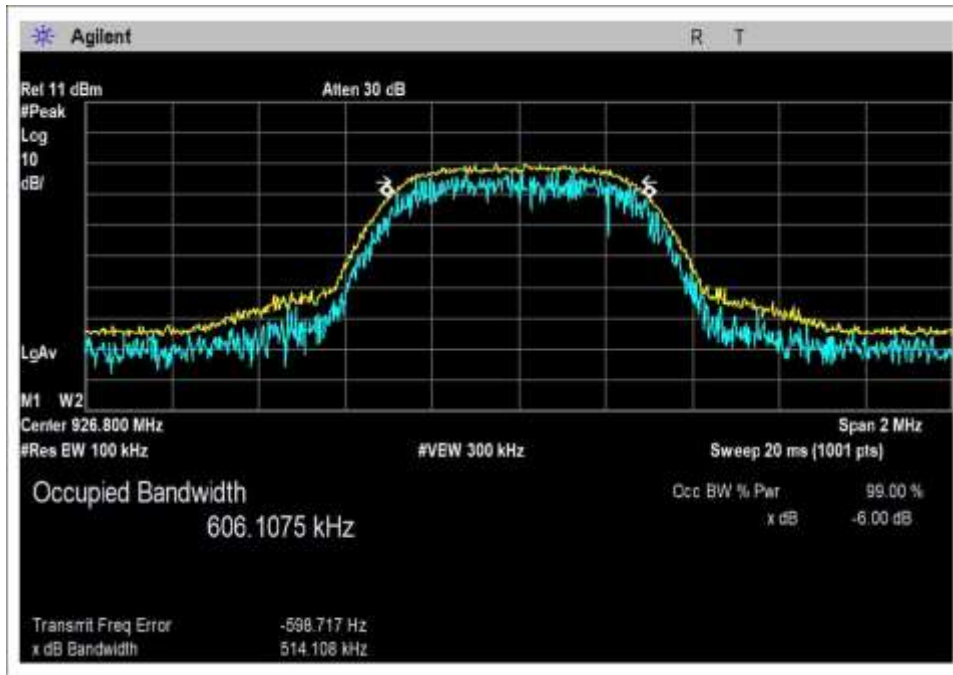 Agilent R T
Ref 11 dBm Atten 30 dB
#Peak
Log
10
dB/
LgAv
M1 W2
Center 926.800 MHz Span 2 MHz
#Res BW 100 kHz #VBW 300 kHz Sweep 20 ms (1001 pts)
Occupied Bandwidth Occ BW % Pwr 99.00 %
606.1075 kHz x dB -6.00 dB
Transmit Freq Error -598.717 Hz
x dB Bandwidth 514.108 kHz